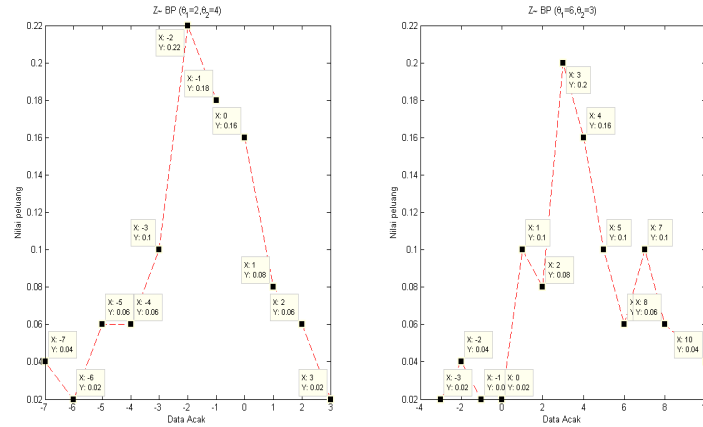 Z~ BP (θ1=2,θ2=4)
0.22
0.2
0.18
0.16
0.14
0.12
0.1
0.08
0.06
0.04
0.02
Nilai peluang
X: -7
Y: 0.04
X: -6
Y: 0.02
X: -5
Y: 0.06
X: -4
Y: 0.06
X: -3
Y: 0.1
X: -2
Y: 0.22
X: -1
Y: 0.18
X: 0
Y: 0.16
X: 1
Y: 0.08
X: 2
Y: 0.06
X: 3
Y: 0.02
-7 -6 -5 -4 -3 -2 -1 0 1 2 3
Data Acak
Z~ BP (θ1=6,θ2=3)
0.22
0.2
0.18
0.16
0.14
0.12
0.1
0.08
0.06
0.04
0.02
Nilai peluang
X: -3
Y: 0.02
X: -2
Y: 0.04
X: -1
Y: 0.0
X: 0
Y: 0.02
X: 1
Y: 0.1
X: 2
Y: 0.08
X: 3
Y: 0.2
X: 4
Y: 0.16
X: 5
Y: 0.1
X: 7
Y: 0.1
X: 8
Y: 0.06
X: 10
Y: 0.04
-4 -2 0 2 4 6 8
Data Acak